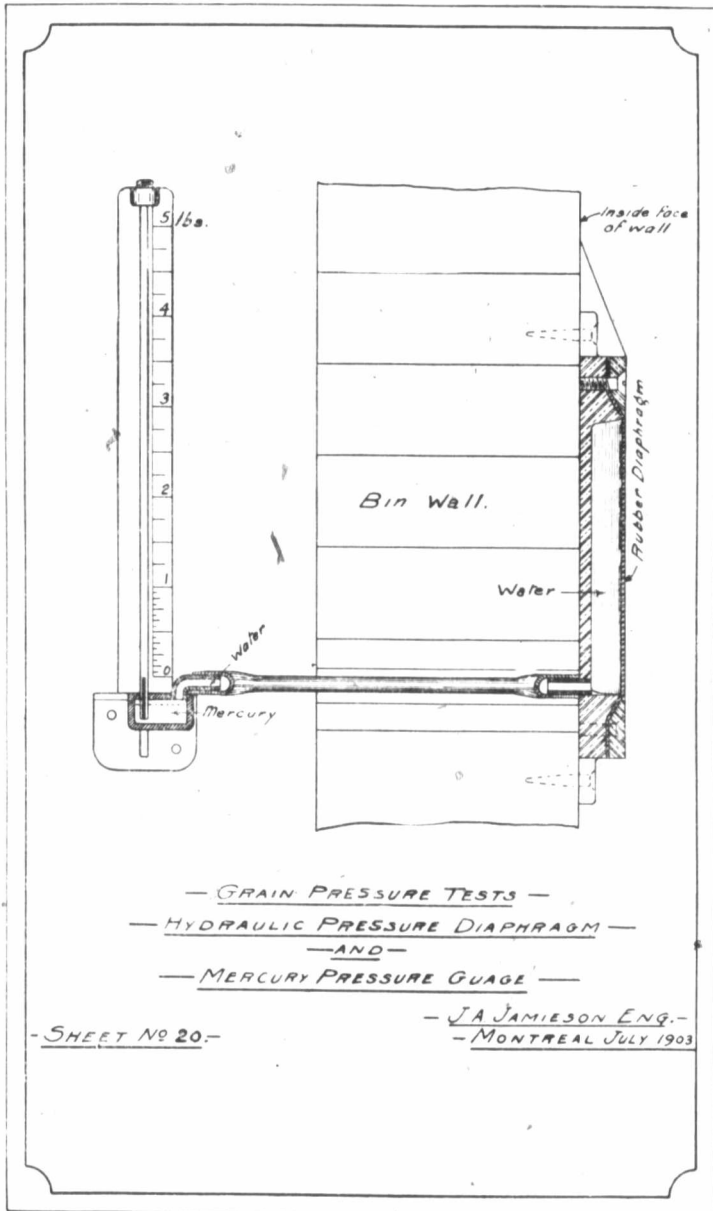 5 lbs.
4
3
2
1
0
Inside face
of wall
Rubber Diaphragm
Bin Wall.
Water
Water
Mercury
— GRAIN PRESSURE TESTS —
— HYDRAULIC PRESSURE DIAPHRAGM —
— AND —
— MERCURY PRESSURE GUAGE —
— J A JAMIESON ENG. —
- SHEET No 20. -
— MONTREAL JULY 1903